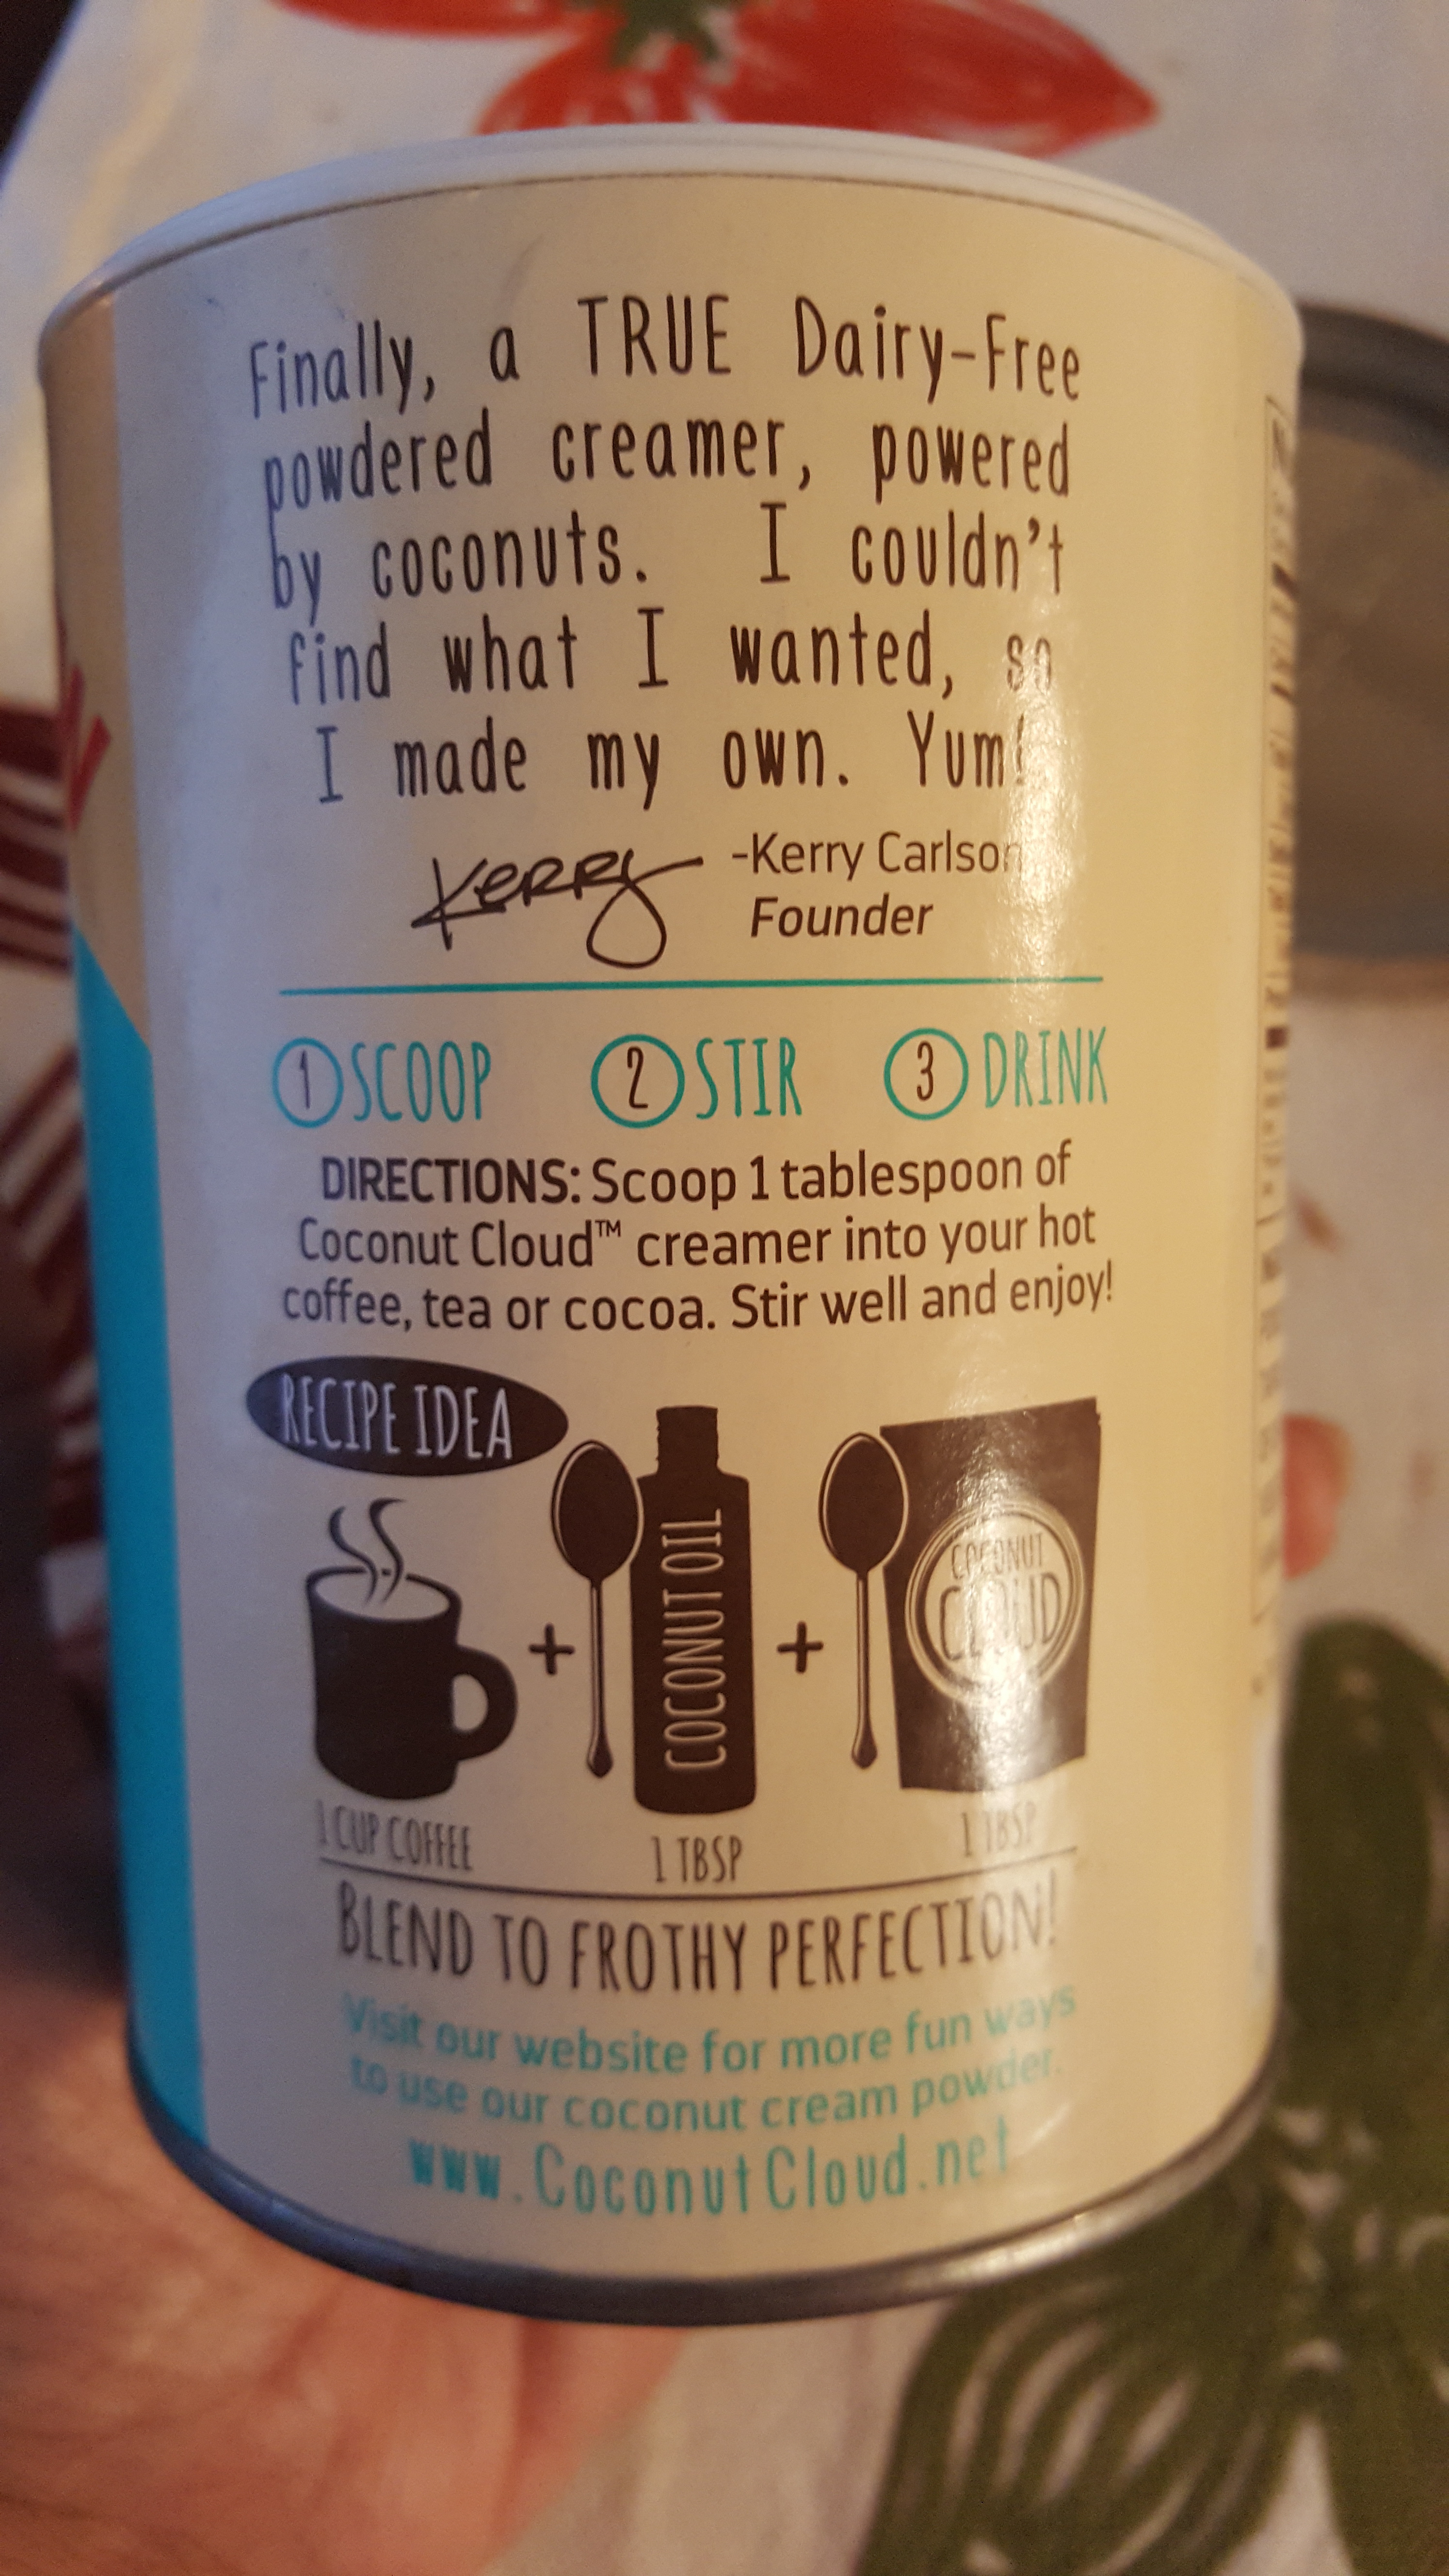 Finally, a TRUE Dairy-Free
powdered creamer, powered
by coconuts. I couldn't
find what I wanted, so
I made my own. Yum!
Kerry
-Kerry Carlson
Founder
1 SCOOP 2 STIR 3 DRINK
DIRECTIONS: Scoop 1 tablespoon of
Coconut Cloud™ creamer into your hot
coffee, tea or cocoa. Stir well and enjoy!
RECIPE IDEA
+ COCONUT OIL + COCONUT
CLOUD
1 CUP COFFEE 1 TBSP 1 TBSP
BLEND TO FROTHY PERFECTION!
Visit our website for more fun ways
to use our coconut cream powder.
www.CoconutCloud.net